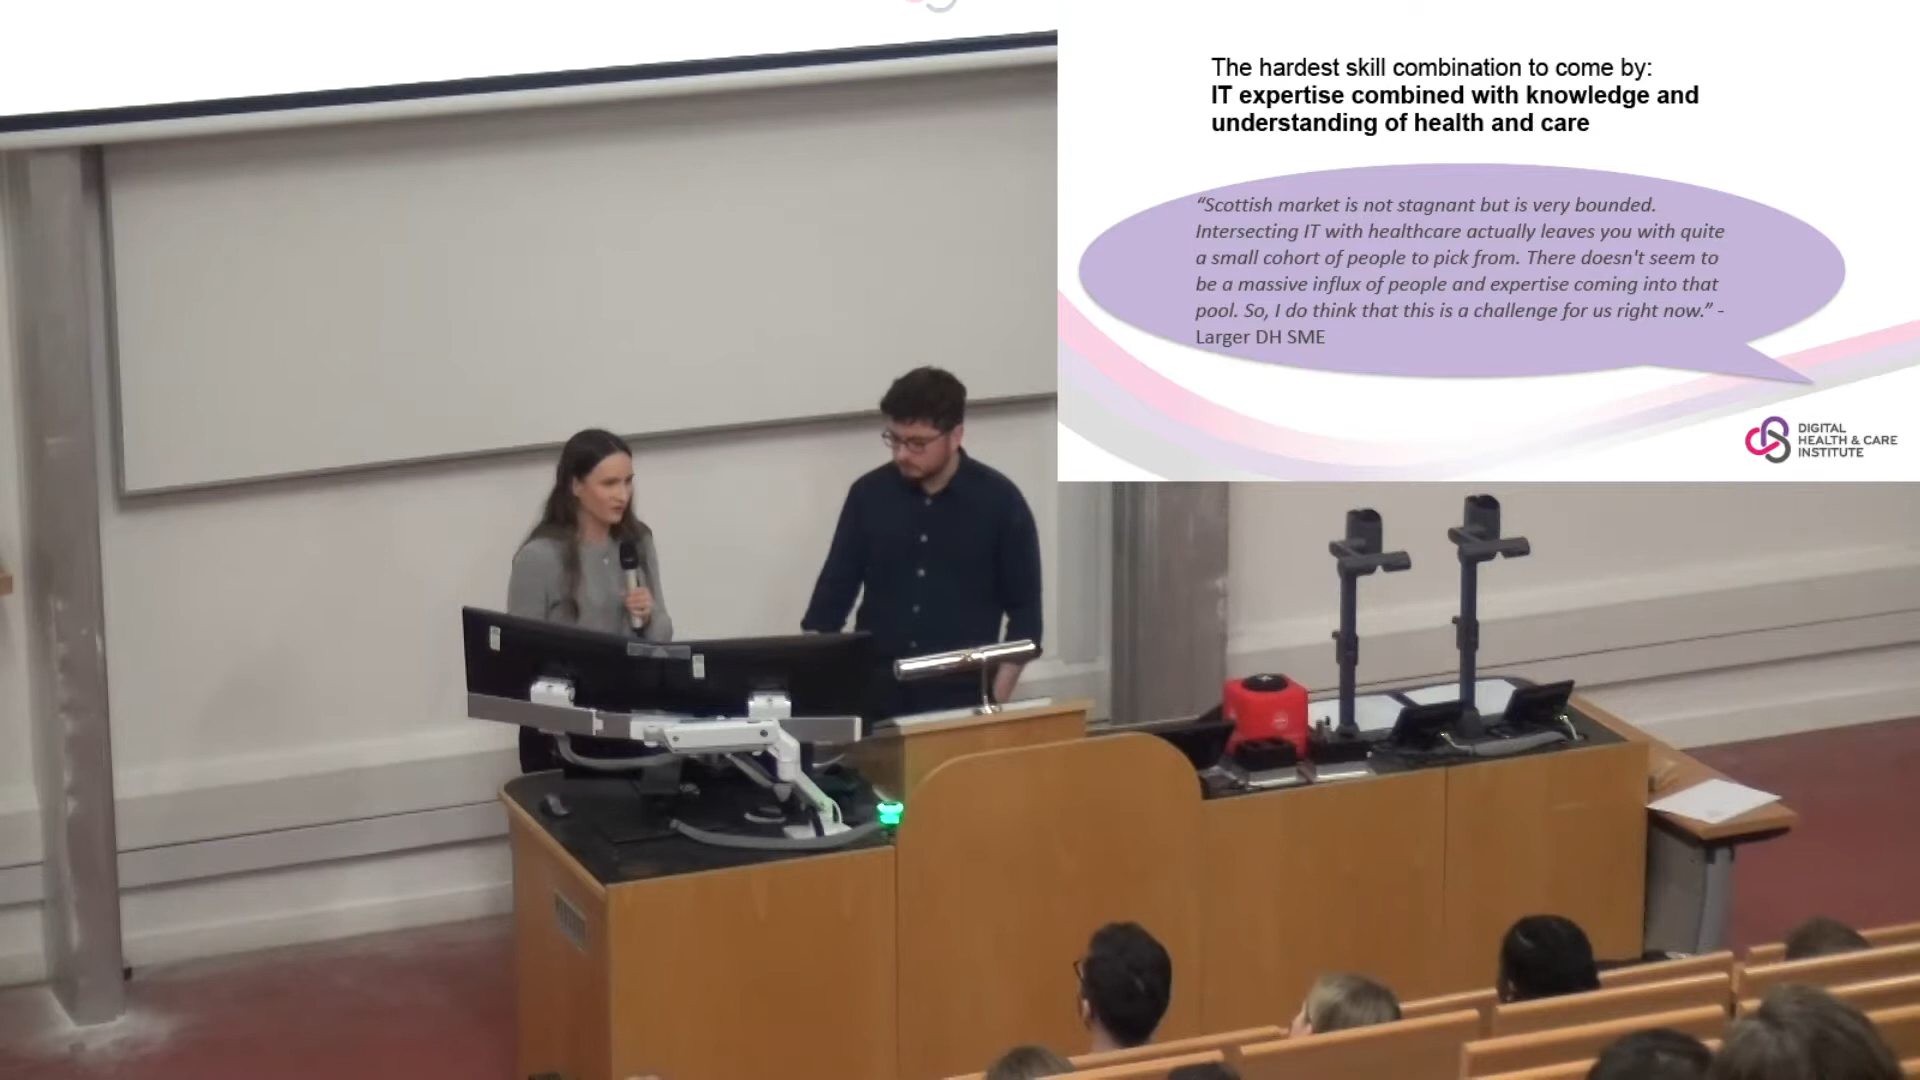 The hardest skill combination to come by:
IT expertise combined with knowledge and
understanding of health and care
“Scottish market is not stagnant but is very bounded.
Intersecting IT with healthcare actually leaves you with quite
a small cohort of people to pick from. There doesn't seem to
be a massive influx of people and expertise coming into that
pool. So, I do think that this is a challenge for us right now.” -
Larger DH SME
DIGITAL
HEALTH & CARE
INSTITUTE